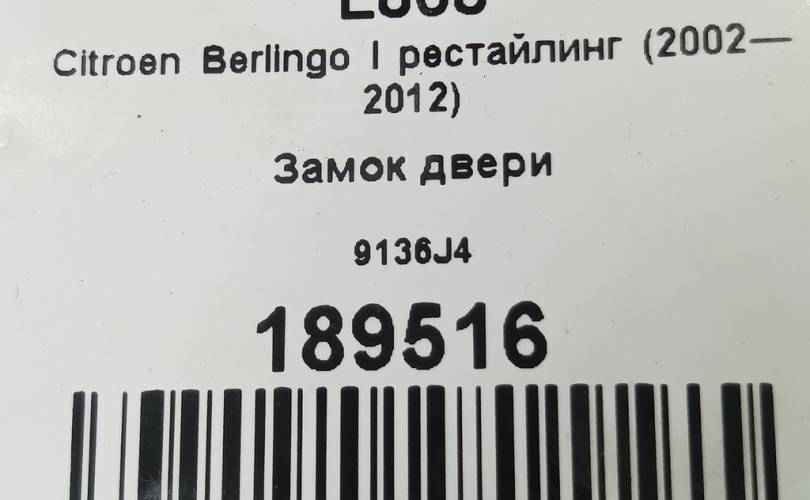 Citroen Berlingo I рестайлинг (2002—
2012)
Замок двери
9136J4
189516